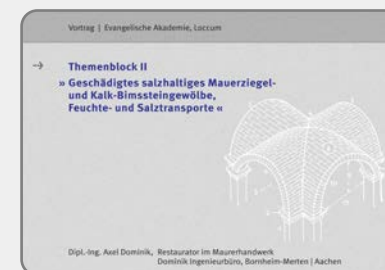 Vortrag | Evangelische Akademie, Loccum
→ Themenblock II
» Geschädigtes salzhaltiges Mauerziegel-
und Kalk-Bimssteingewölbe,
Feuchte- und Salztransporte «
Dipl.-Ing. Axel Dominik, Restaurator im Maurerhandwerk
Dominik Ingenieurbüro, Bornheim-Merten | Aachen